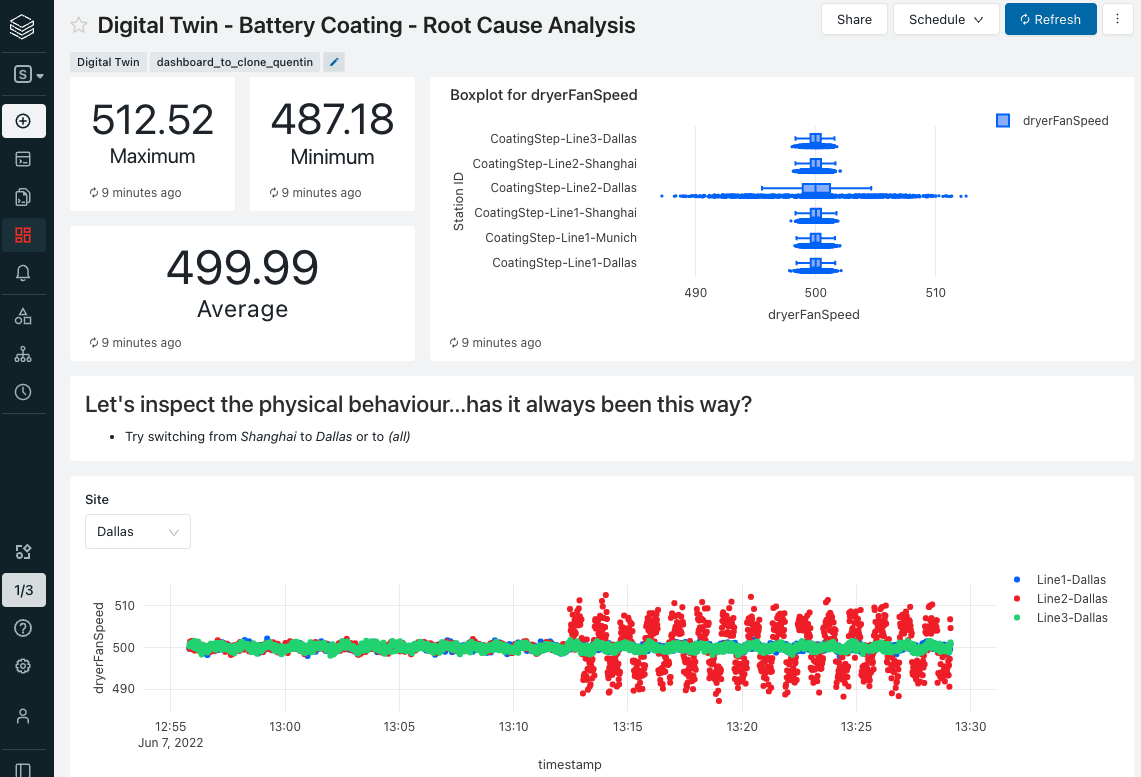 Digital Twin - Battery Coating - Root Cause Analysis
Share
Schedule
Refresh
Digital Twin
dashboard_to_clone_quentin
S
512.52
Maximum
9 minutes ago
487.18
Minimum
9 minutes ago
499.99
Average
9 minutes ago
Boxplot for dryerFanSpeed
dryerFanSpeed
Station ID
CoatingStep-Line3-Dallas
CoatingStep-Line2-Shanghai
CoatingStep-Line2-Dallas
CoatingStep-Line1-Shanghai
CoatingStep-Line1-Munich
CoatingStep-Line1-Dallas
490 500 510
dryerFanSpeed
9 minutes ago
Let's inspect the physical behaviour...has it always been this way?
• Try switching from Shanghai to Dallas or to (all)
Site
Dallas
1/3
dryerFanSpeed
510
500
490
12:55 13:00 13:05 13:10 13:15 13:20 13:25 13:30
Jun 7, 2022
timestamp
Line1-Dallas
Line2-Dallas
Line3-Dallas